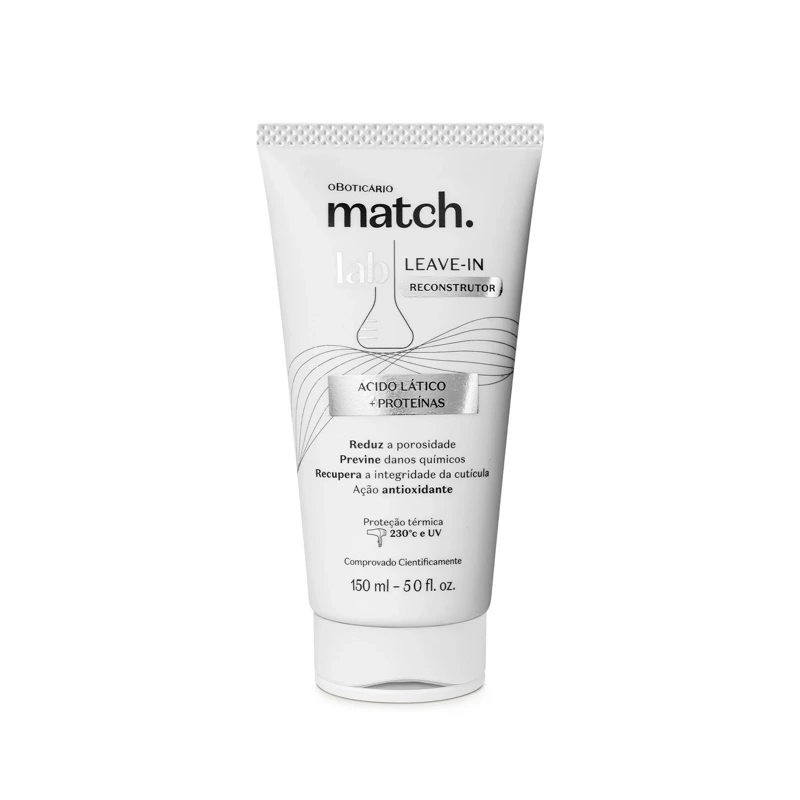 oBOTICÁRIO
match.
lab
LEAVE-IN
RECONSTRUTOR
ACIDO LÁTICO
+PROTEÍNAS
Reduz a porosidade
Previne danos químicos
Recupera a integridade da cutícula
Ação antioxidante
Proteção térmica
230°c e UV
Comprovado Cientificamente
150 ml – 5 0 fl. oz.